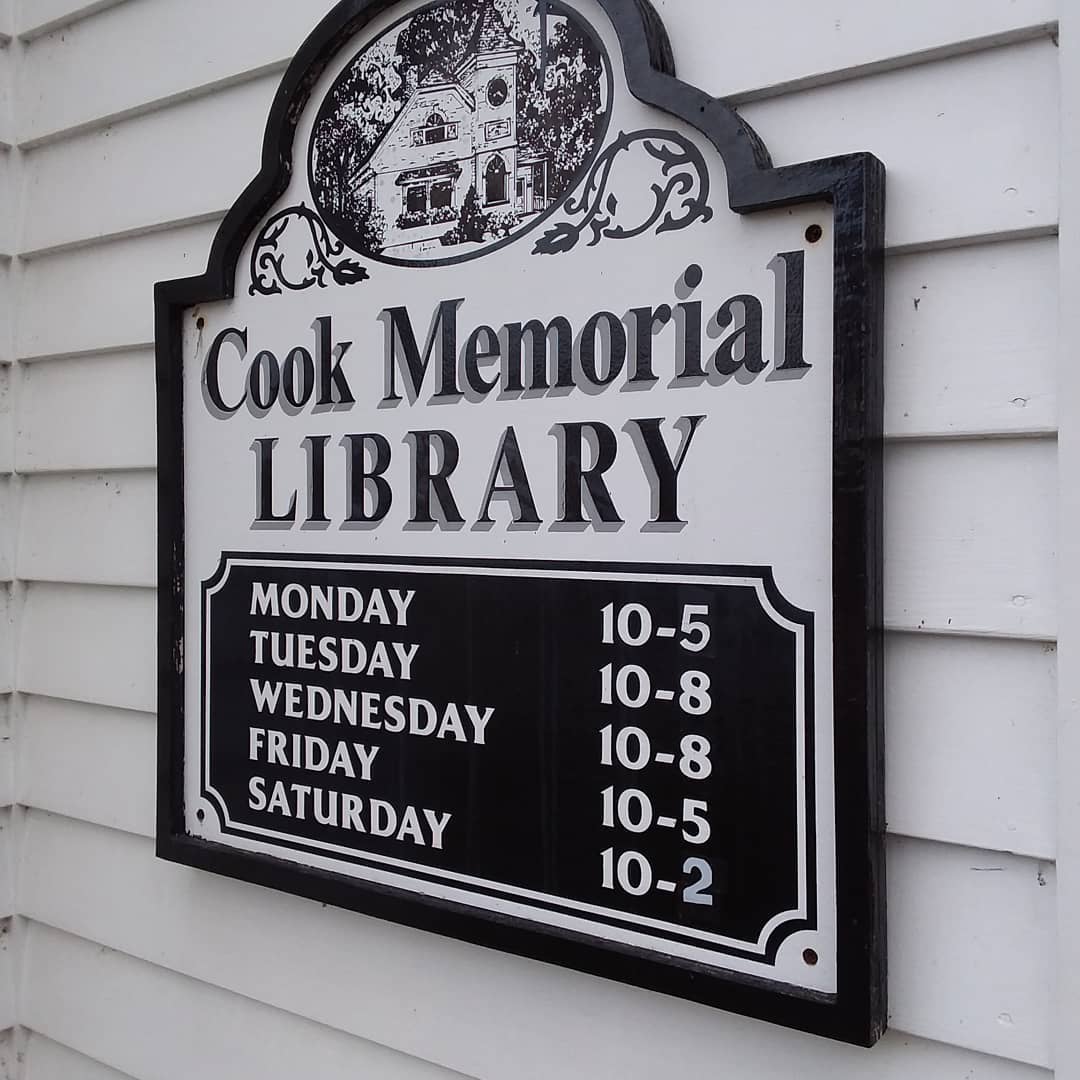 Cook Memorial
LIBRARY
MONDAY 10-5
TUESDAY 10-8
WEDNESDAY 10-8
FRIDAY 10-5
SATURDAY 10-2